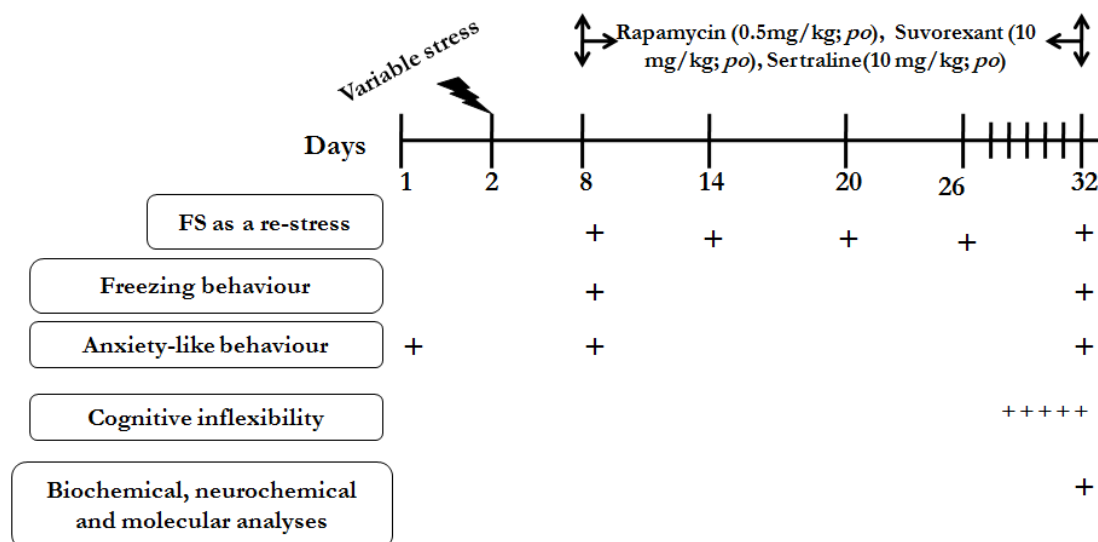 Variable stress
Rapamycin (0.5mg/kg; po), Suvorexant (10
mg/kg; po), Sertraline(10 mg/kg; po)
Days
1 2 8 14 20 26 32
FS as a re-stress
+ + + + +
Freezing behaviour
+ +
Anxiety-like behaviour
+ + +
Cognitive inflexibility
+ + + + +
Biochemical, neurochemical
and molecular analyses
+